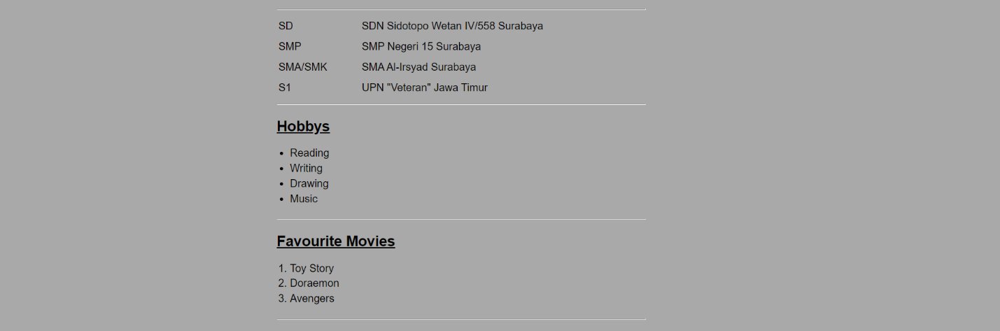 SD SDN Sidotopo Wetan IV/558 Surabaya
SMP SMP Negeri 15 Surabaya
SMA/SMK SMA Al-Irsyad Surabaya
S1 UPN "Veteran" Jawa Timur
Hobbys
• Reading
• Writing
• Drawing
• Music
Favourite Movies
1. Toy Story
2. Doraemon
3. Avengers